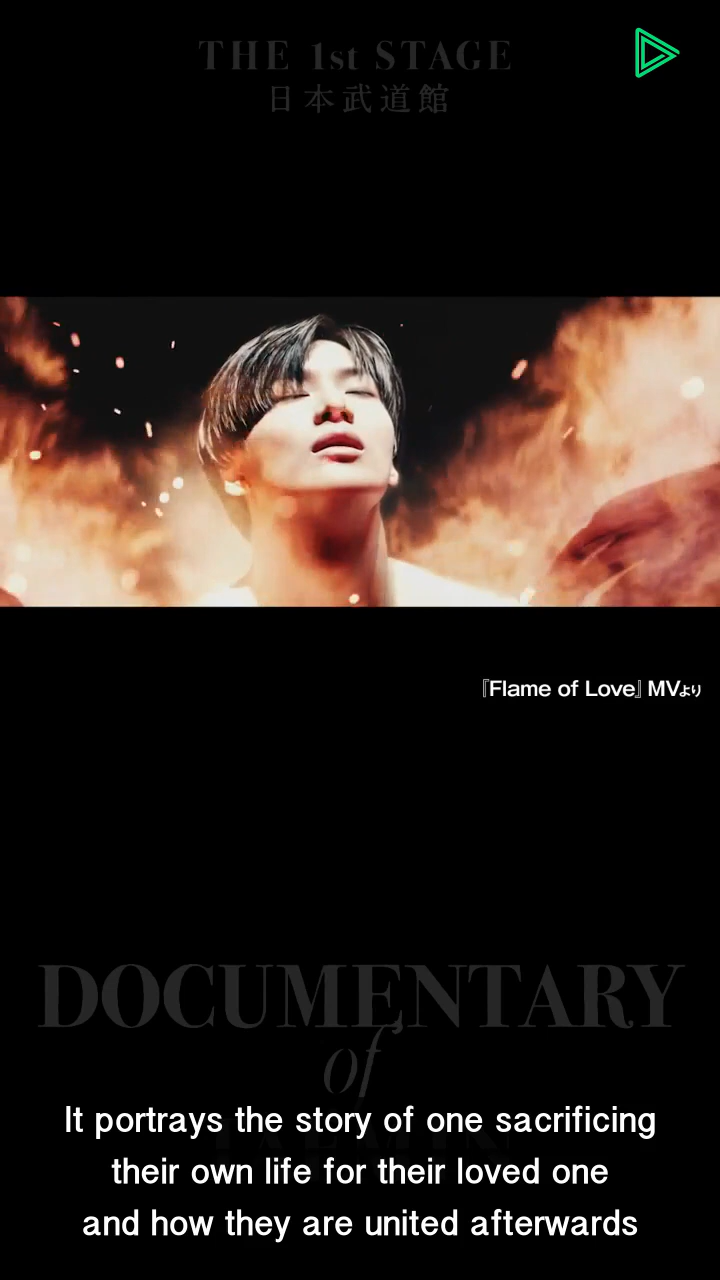 THE 1st STAGE
日本武道館
『Flame of Love』MVより
DOCUMENTARY
of
It portrays the story of one sacrificing
their own life for their loved one
and how they are united afterwards